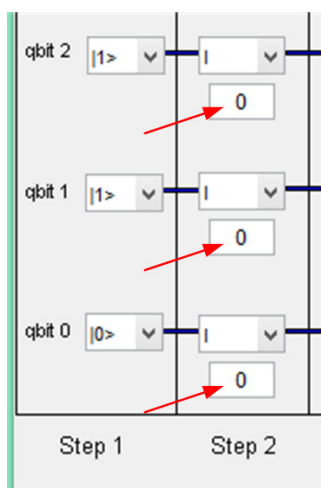 qbit 2 |1> I
0
qbit 1 |1> I
0
qbit 0 |0> I
0
Step 1 Step 2